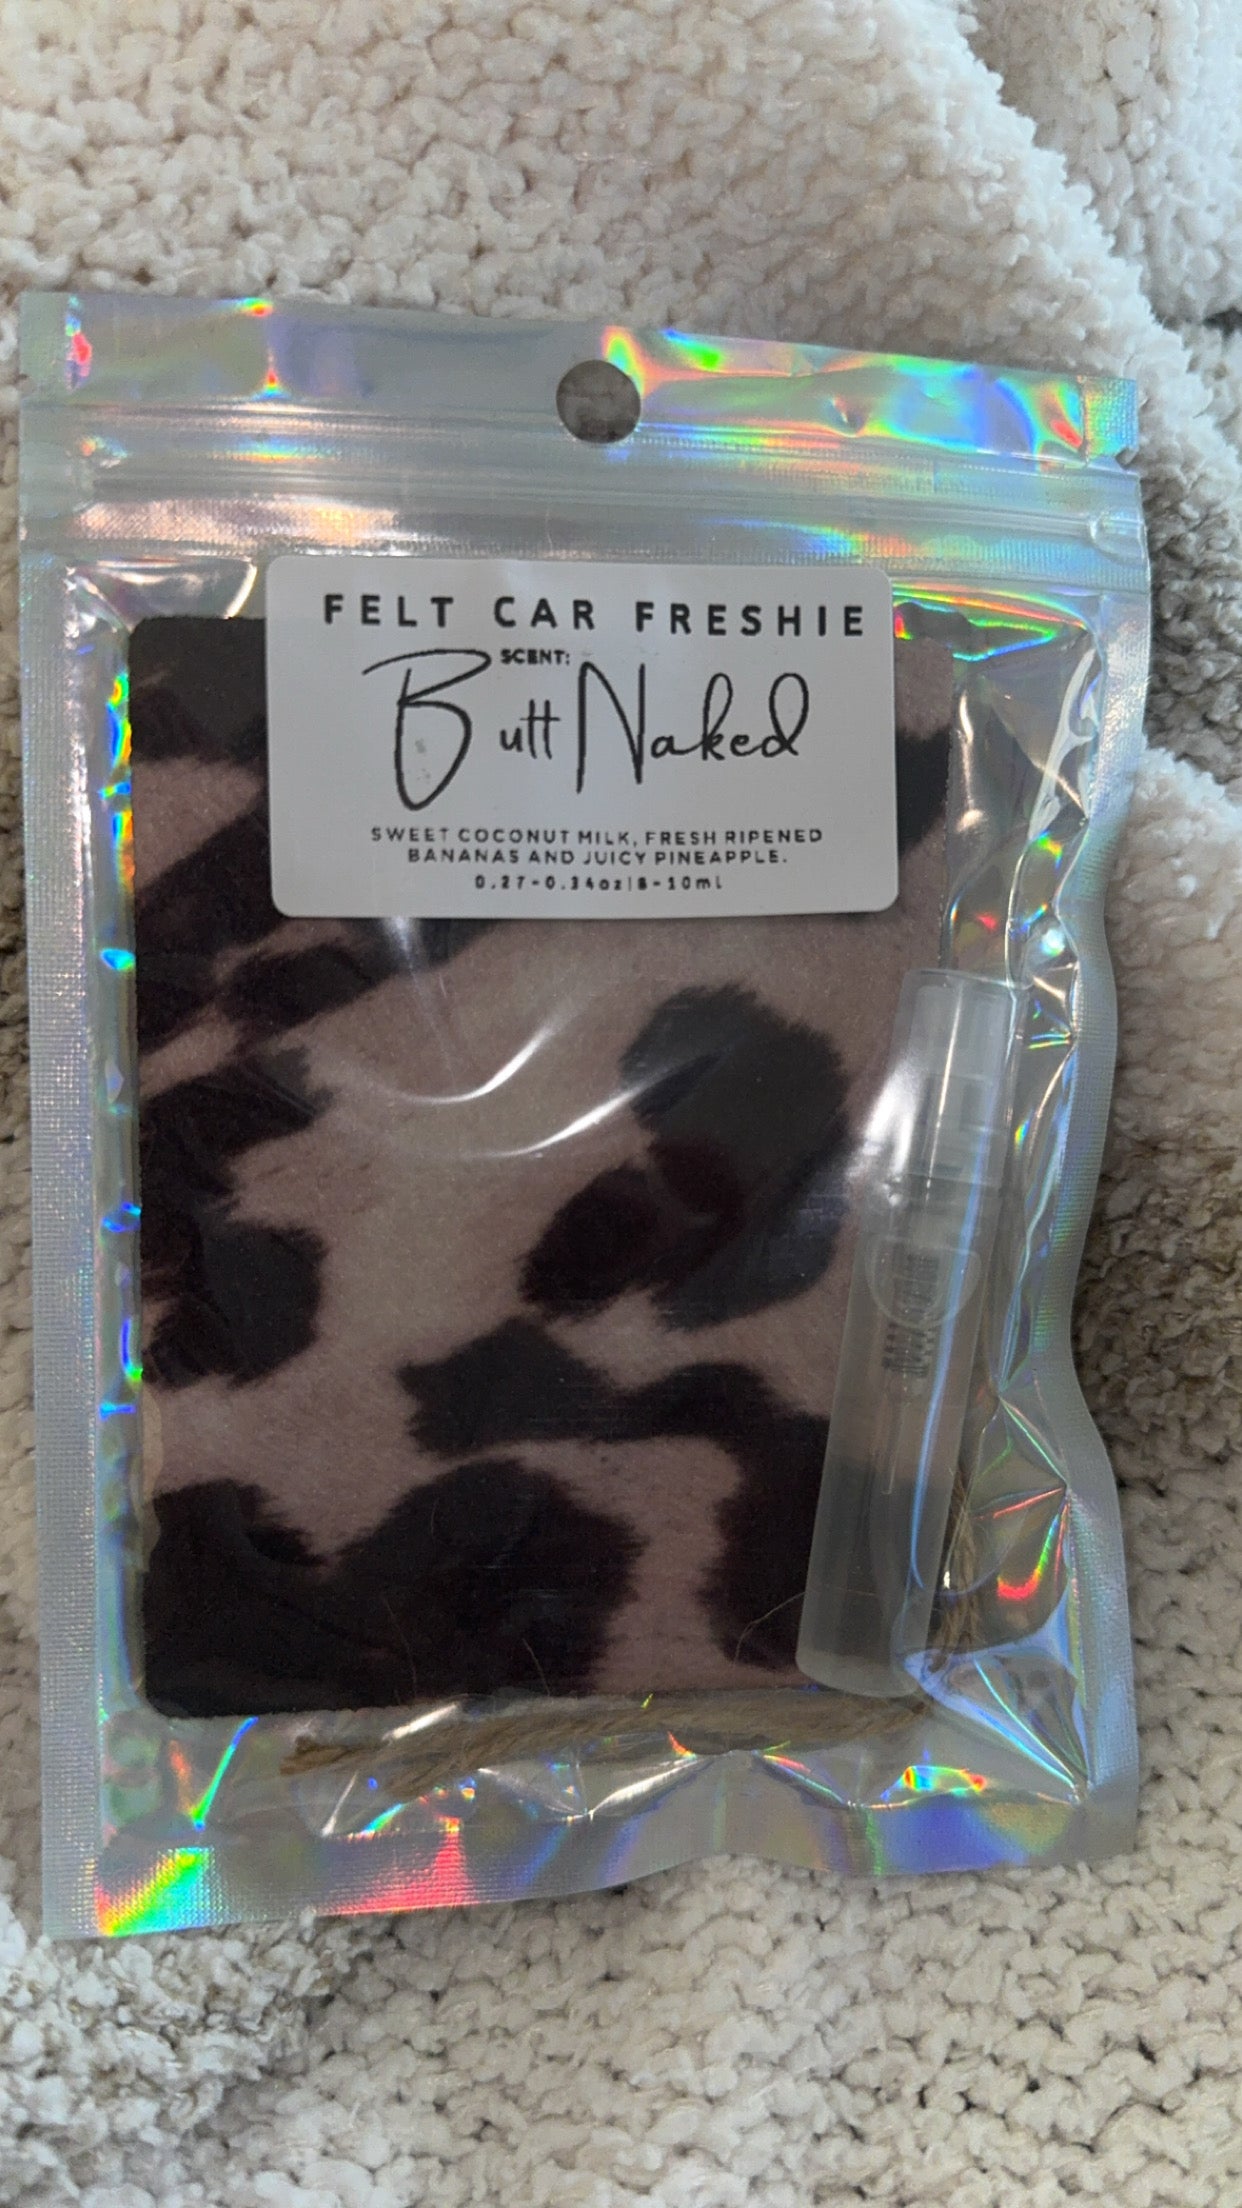 FELT CAR FRESHIE
SCENT:
Butt Naked
SWEET COCONUT MILK, FRESH RIPENED
BANANAS AND JUICY PINEAPPLE.
0.27-0.34oz|8-10ml